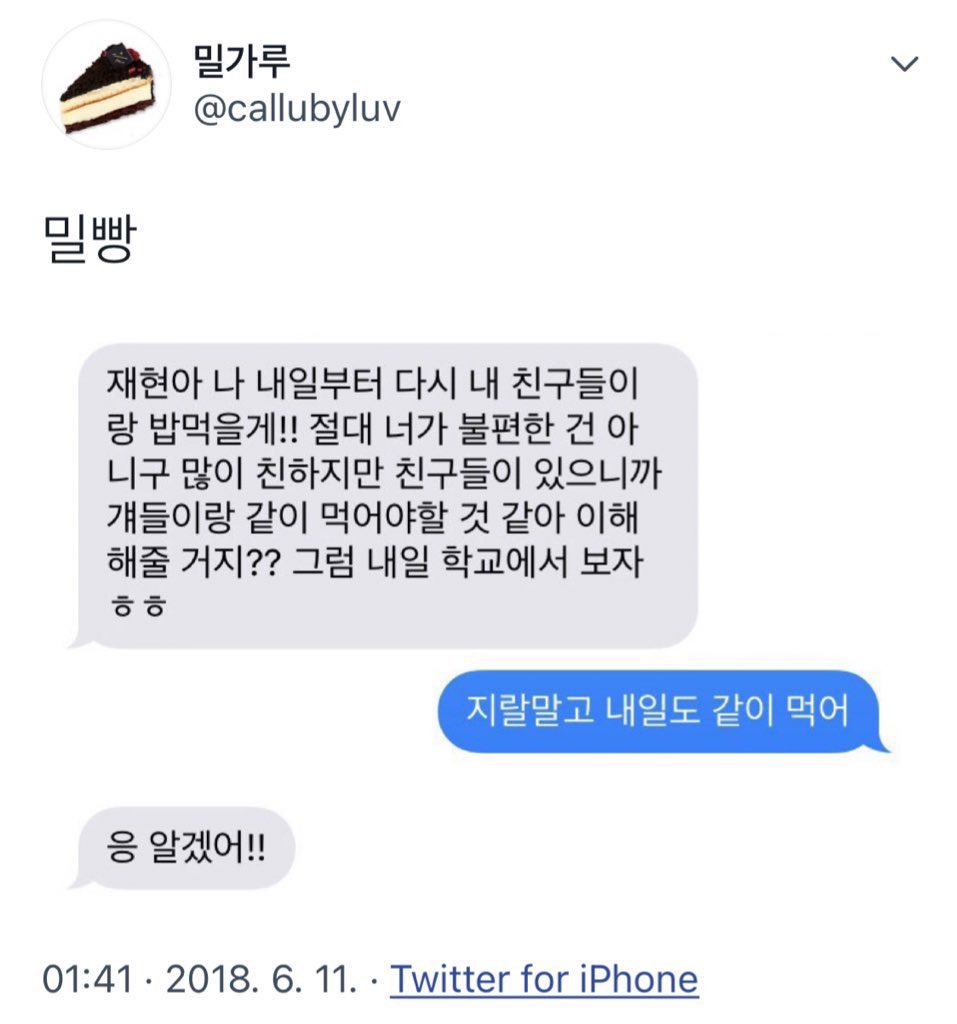 밀가루
@callubyluv
밀빵
재현아 나 내일부터 다시 내 친구들이
랑 밥먹을게!! 절대 너가 불편한 건 아
니구 많이 친하지만 친구들이 있으니까
걔들이랑 같이 먹어야할 것 같아 이해
해줄 거지?? 그럼 내일 학교에서 보자
ㅎㅎ
지랄말고 내일도 같이 먹어
응 알겠어!!
01:41 · 2018. 6. 11. · Twitter for iPhone